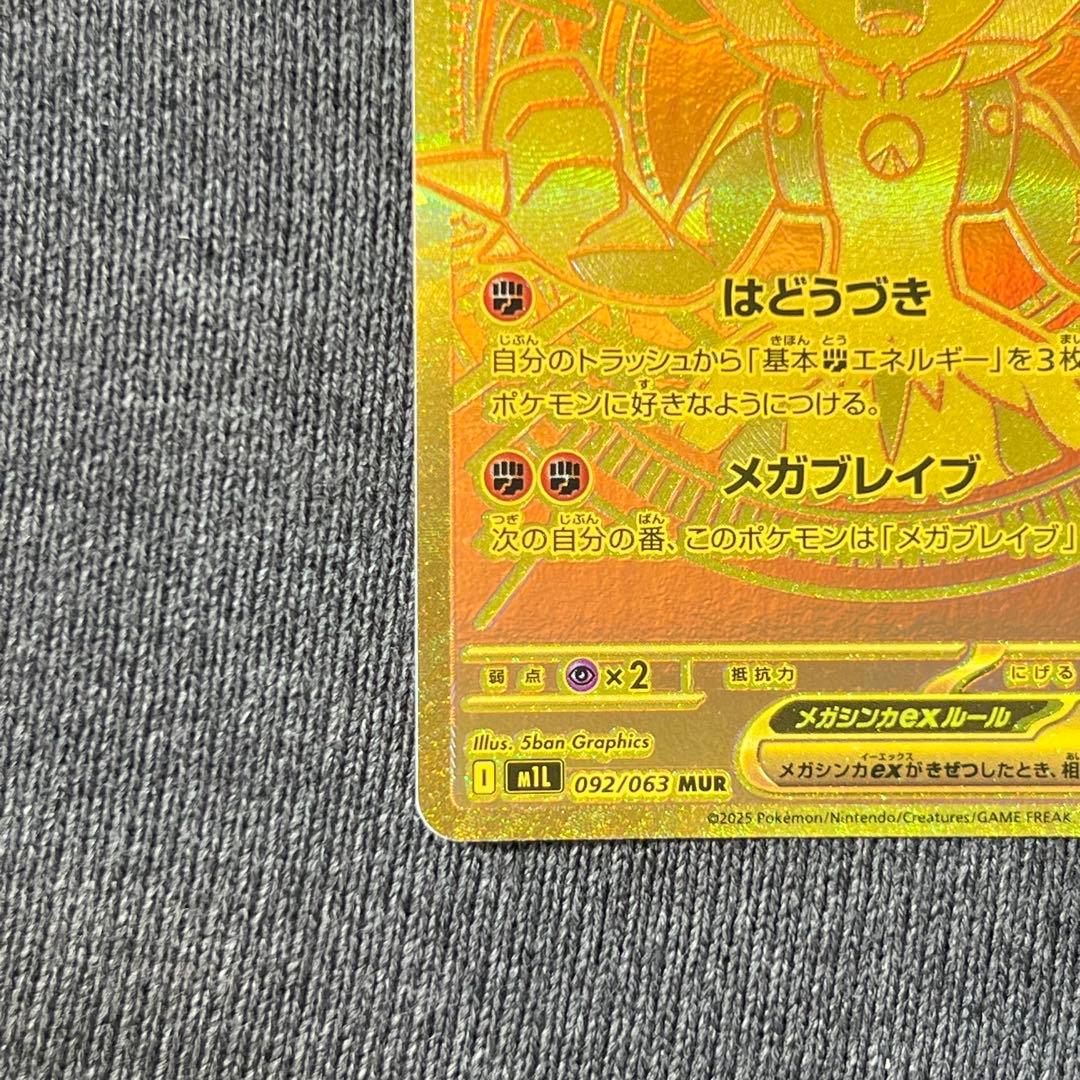 はどうづき
自分のトラッシュから「基本エネルギー」を3枚
ポケモンに好きなようにつける。
メガブレイブ
次の自分の番、このポケモンは「メガブレイブ」
弱点 ×2 抵抗力 にげる
メガシンカexルール
Illus. 5ban Graphics
メガシンカexがきぜつしたとき、相
I M1L 092/063 MUR
©2025 Pokémon/Nintendo/Creatures/GAME FREAK.